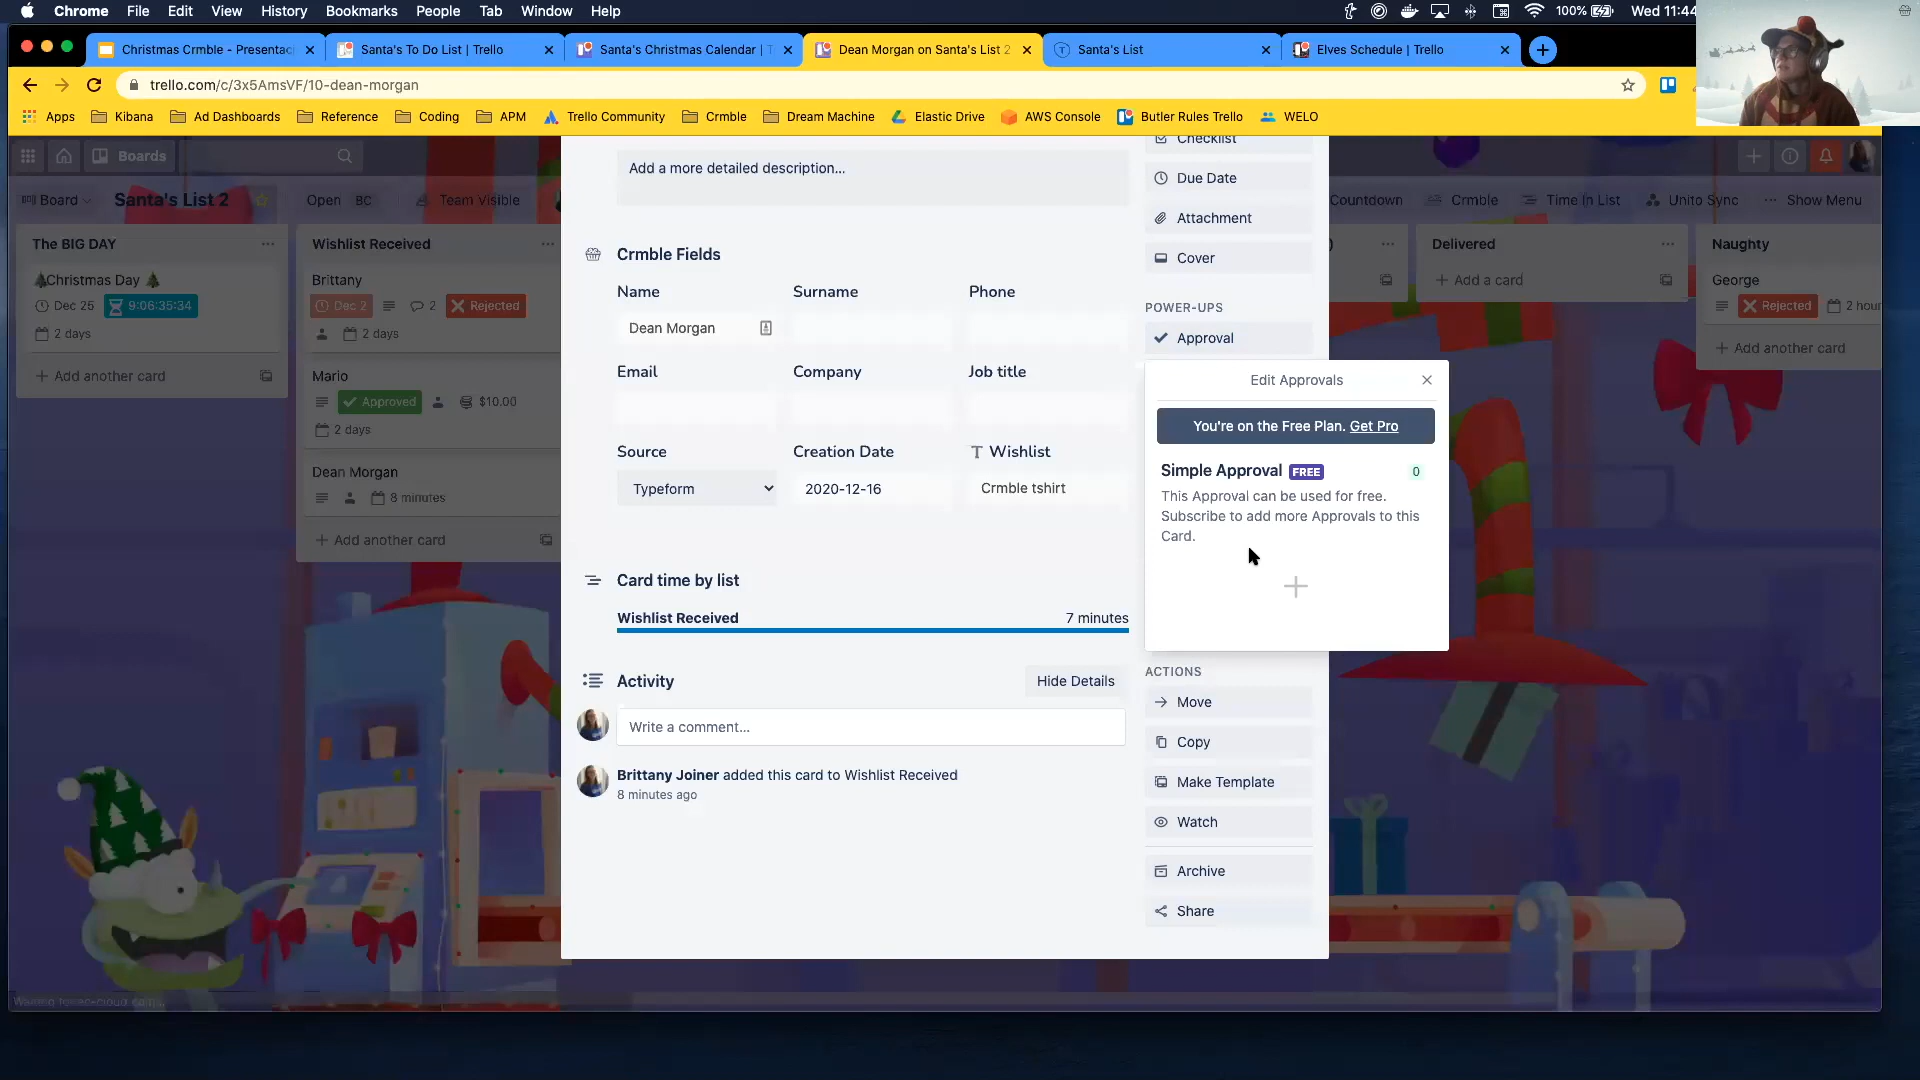 Chrome File Edit View History Bookmarks People Tab Window Help 100% Wed 11:44
Christmas Crmble - Presentac Santa's To Do List | Trello Santa's Christmas Calendar | T Dean Morgan on Santa's List 2 Santa's List Elves Schedule | Trello
trello.com/c/3x5AmsVF/10-dean-morgan
Apps Kibana Ad Dashboards Reference Coding APM Trello Community Crmble Dream Machine Elastic Drive AWS Console Butler Rules Trello WELO
Boards
Board Santa's List 2 Open BC Team Visible Countdown Crmble Time In List Unito Sync Show Menu
The BIG DAY
Christmas Day
Dec 25 9:06:35:34
2 days
Add another card
Wishlist Received
Brittany
Dec 2 2 Rejected
2 days
Mario
Approved $10.00
2 days
Dean Morgan
8 minutes
Add another card
Add a more detailed description...
Crmble Fields
Name Surname Phone
Dean Morgan
Email Company Job title
Source Creation Date T Wishlist
Typeform 2020-12-16 Crmble tshirt
Card time by list
Wishlist Received 7 minutes
Activity Hide Details
Write a comment...
Brittany Joiner added this card to Wishlist Received
8 minutes ago
Checklist
Due Date
Attachment
Cover
POWER-UPS
Approval
Edit Approvals
You're on the Free Plan. Get Pro
Simple Approval FREE 0
This Approval can be used for free.
Subscribe to add more Approvals to this
Card.
ACTIONS
Move
Copy
Make Template
Watch
Archive
Share
)
Delivered
Add a card
Naughty
George
Rejected 2 hour
Add another card